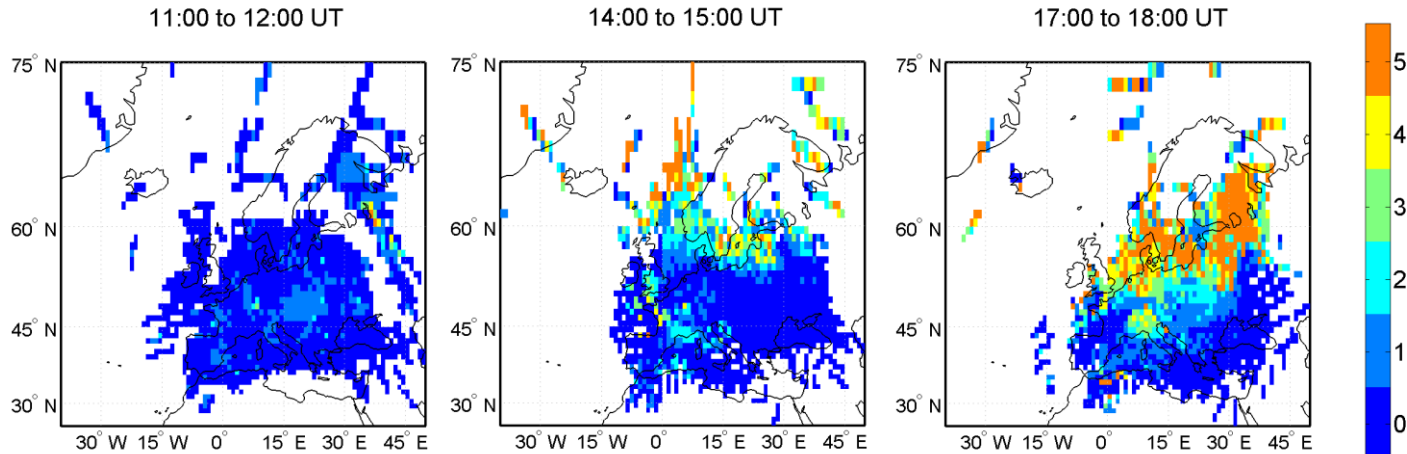 11:00 to 12:00 UT
14:00 to 15:00 UT
17:00 to 18:00 UT
75° N
60° N
45° N
30° N
30° W
15° W
0°
15° E
30° E
45° E
75° N
60° N
45° N
30° N
30° W
15° W
0°
15° E
30° E
45° E
75° N
60° N
45° N
30° N
30° W
15° W
0°
15° E
30° E
45° E
5
4
3
2
1
0